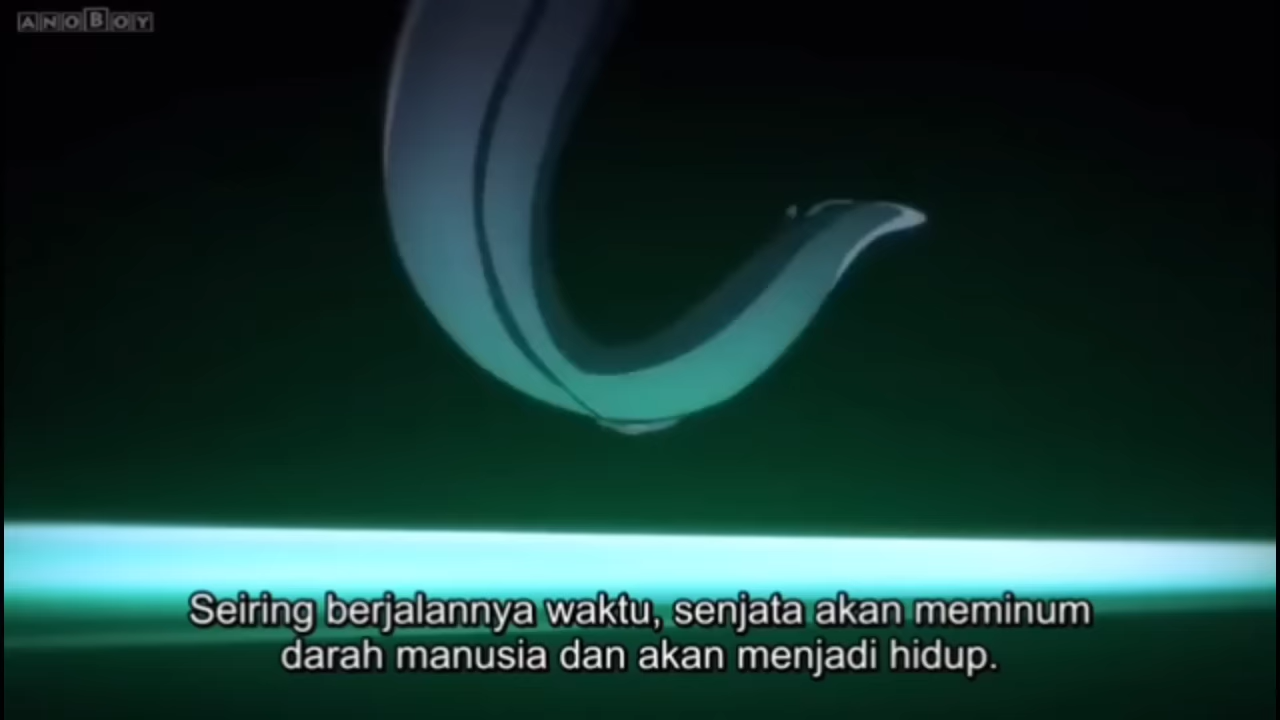 ANOBOY
Seiring berjalannya waktu, senjata akan meminum
darah manusia dan akan menjadi hidup.